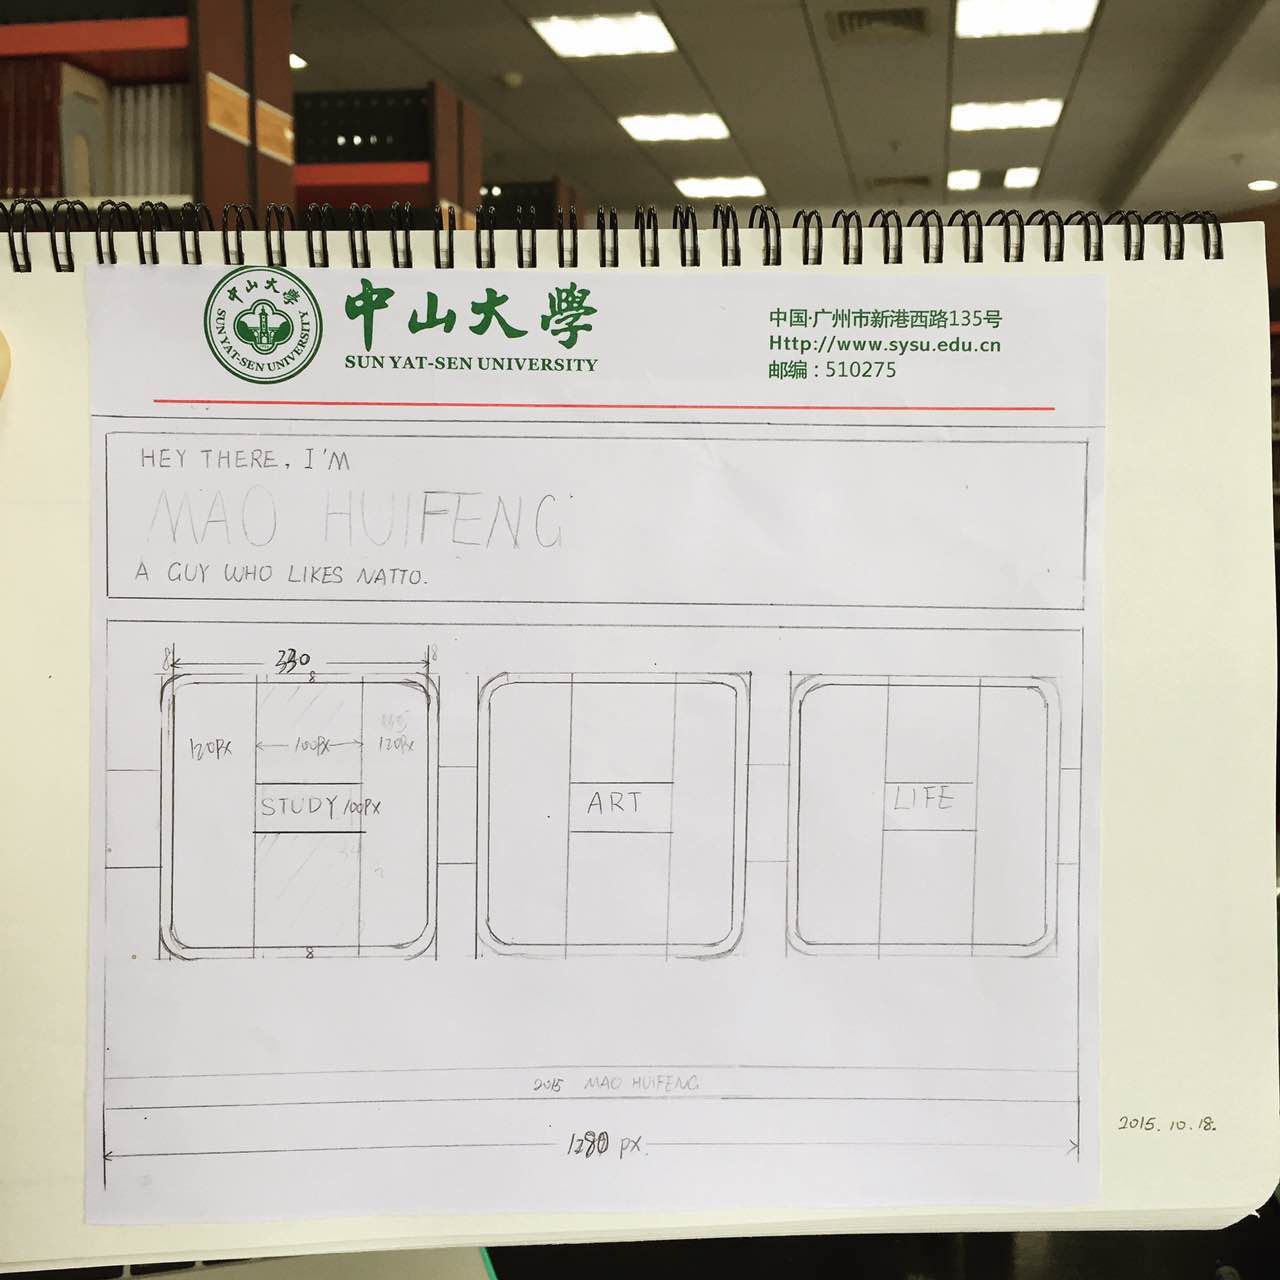 中山大學
SUN YAT-SEN UNIVERSITY
中山大學
SUN YAT-SEN UNIVERSITY
中国·广州市新港西路135号
Http://www.sysu.edu.cn
邮编：510275
HEY THERE, I'M
MAO HUIFENG
A GUY WHO LIKES NATTO.
8 330 8
8
120PX 100PX 120PX
STUDY 100PX
ART
LIFE
8
2015 MAO HUIFENG
1280 px.
2015.10.18.